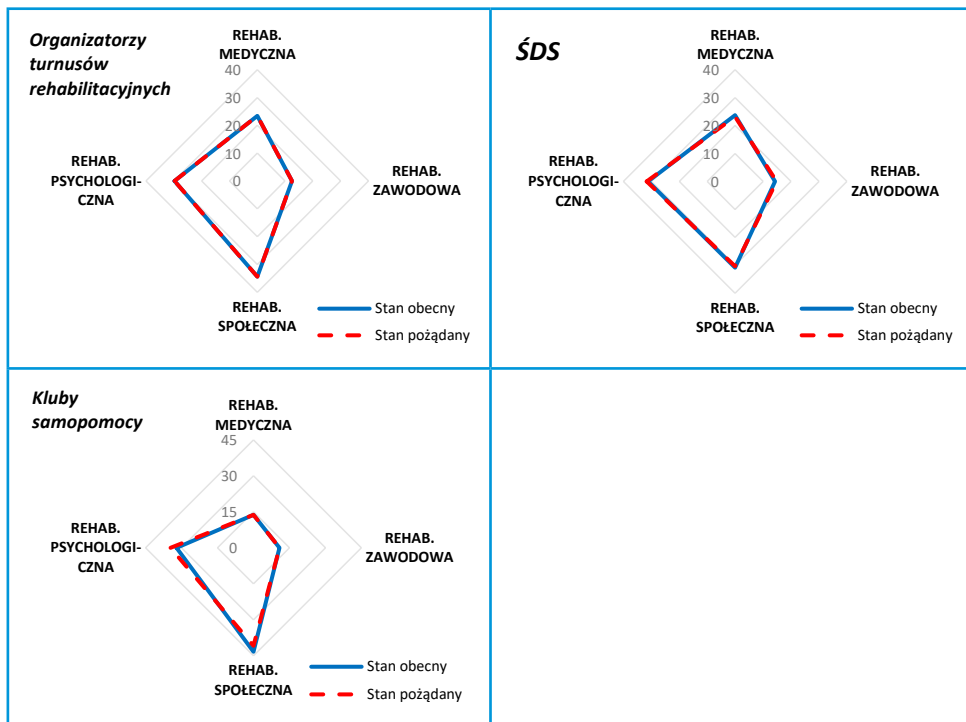 Organizatorzy
turnusów
rehabilitacyjnych
REHAB.
MEDYCZNA
40
30
20
10
0
REHAB.
PSYCHOLOGI-
CZNA
REHAB.
ZAWODOWA
REHAB.
SPOŁECZNA
Stan obecny
Stan pożądany
ŚDS
REHAB.
MEDYCZNA
40
30
20
10
0
REHAB.
PSYCHOLOGI-
CZNA
REHAB.
ZAWODOWA
REHAB.
SPOŁECZNA
Stan obecny
Stan pożądany
Kluby
samopomocy
REHAB.
MEDYCZNA
45
30
15
0
REHAB.
PSYCHOLOGI-
CZNA
REHAB.
ZAWODOWA
REHAB.
SPOŁECZNA
Stan obecny
Stan pożądany